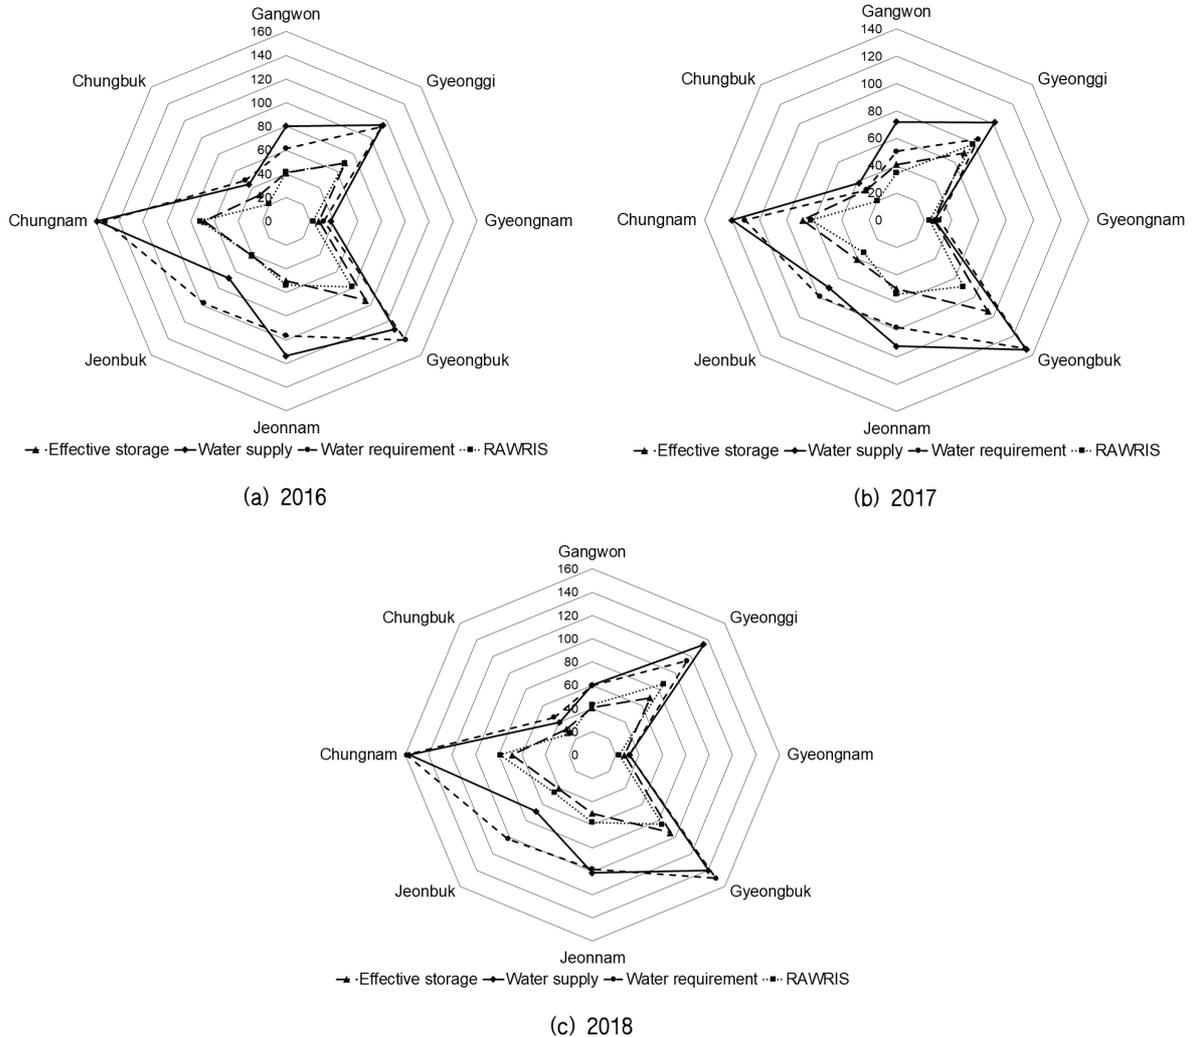 Gangwon
160
140
120
100
80
60
40
20
0
Gyeonggi
Gyeongnam
Gyeongbuk
Jeonnam
Jeonbuk
Chungnam
Chungbuk
Effective storage Water supply Water requirement RAWRIS
(a) 2016
Gangwon
140
120
100
80
60
40
20
0
Gyeonggi
Gyeongnam
Gyeongbuk
Jeonnam
Jeonbuk
Chungnam
Chungbuk
Effective storage Water supply Water requirement RAWRIS
(b) 2017
Gangwon
160
140
120
100
80
60
40
20
0
Gyeonggi
Gyeongnam
Gyeongbuk
Jeonnam
Jeonbuk
Chungnam
Chungbuk
Effective storage Water supply Water requirement RAWRIS
(c) 2018